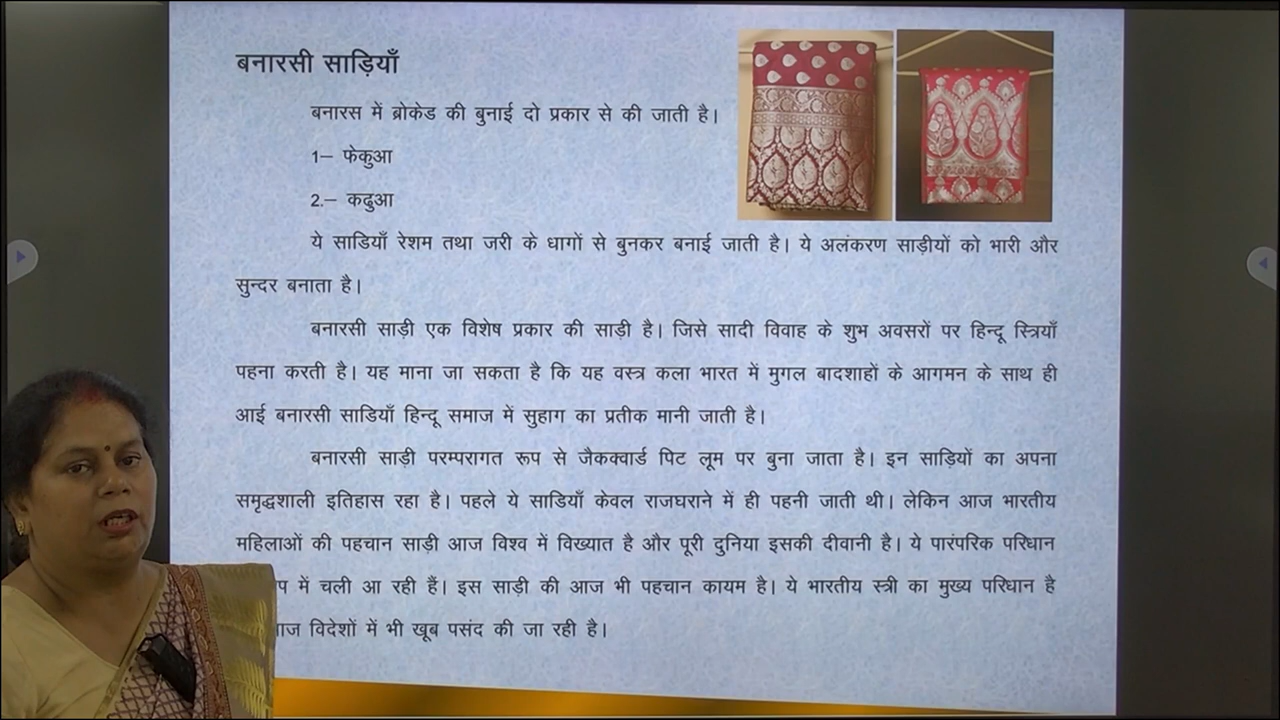 बनारसी साड़ियाँ
बनारस में ब्रोकेड की बुनाई दो प्रकार से की जाती है।
1– फेकुआ
2.– कढुआ
ये साडियाँ रेशम तथा जरी के धागों से बुनकर बनाई जाती है। ये अलंकरण साड़ीयों को भारी और
सुन्दर बनाता है।
बनारसी साड़ी एक विशेष प्रकार की साड़ी है। जिसे सादी विवाह के शुभ अवसरों पर हिन्दू स्त्रियाँ
पहना करती है। यह माना जा सकता है कि यह वस्त्र कला भारत में मुगल बादशाहों के आगमन के साथ ही
आई बनारसी साडियाँ हिन्दू समाज में सुहाग का प्रतीक मानी जाती है।
बनारसी साड़ी परम्परागत रूप से जैकक्वार्ड पिट लूम पर बुना जाता है। इन साड़ियों का अपना
समृद्धशाली इतिहास रहा है। पहले ये साडियाँ केवल राजघराने में ही पहनी जाती थी। लेकिन आज भारतीय
महिलाओं की पहचान साड़ी आज विश्व में विख्यात है और पूरी दुनिया इसकी दीवानी है। ये पारंपरिक परिधान
में चली आ रही हैं। इस साड़ी की आज भी पहचान कायम है। ये भारतीय स्त्री का मुख्य परिधान है
विदेशों में भी खूब पसंद की जा रही है।